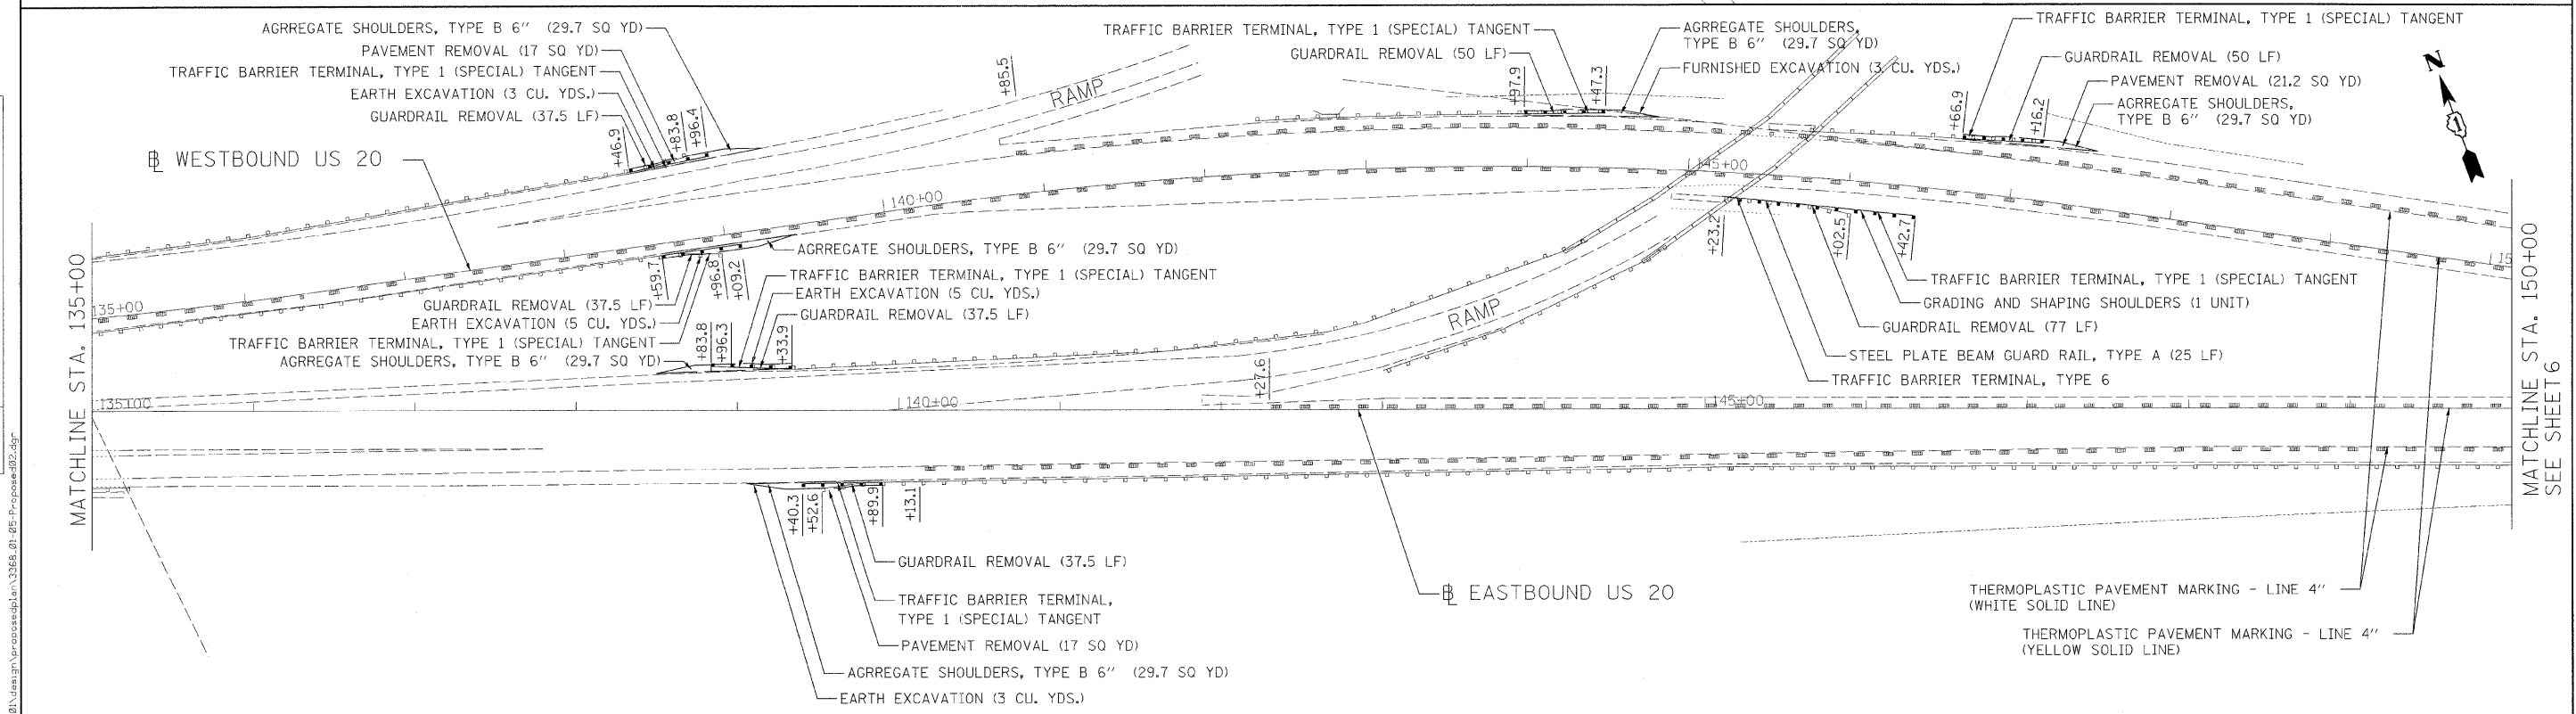 AGRREGATE SHOULDERS, TYPE B 6" (29.7 SQ YD)
PAVEMENT REMOVAL (17 SQ YD)
TRAFFIC BARRIER TERMINAL, TYPE 1 (SPECIAL) TANGENT
EARTH EXCAVATION (3 CU. YDS.)
GUARDRAIL REMOVAL (37.5 LF)
+46.9
+83.8
+96.4
+85.5
RAMP
TRAFFIC BARRIER TERMINAL, TYPE 1 (SPECIAL) TANGENT
GUARDRAIL REMOVAL (50 LF)
+97.9
+47.3
AGRREGATE SHOULDERS,
TYPE B 6" (29.7 SQ YD)
FURNISHED EXCAVATION (3 CU. YDS.)
TRAFFIC BARRIER TERMINAL, TYPE 1 (SPECIAL) TANGENT
GUARDRAIL REMOVAL (50 LF)
PAVEMENT REMOVAL (21.2 SQ YD)
AGRREGATE SHOULDERS,
TYPE B 6" (29.7 SQ YD)
+66.9
+16.2
N
℄ WESTBOUND US 20
140+00
145+00
135+00
15
MATCHLINE STA. 135+00
AGRREGATE SHOULDERS, TYPE B 6" (29.7 SQ YD)
+59.7
+96.8
+09.2
GUARDRAIL REMOVAL (37.5 LF)
EARTH EXCAVATION (5 CU. YDS.)
TRAFFIC BARRIER TERMINAL, TYPE 1 (SPECIAL) TANGENT
AGRREGATE SHOULDERS, TYPE B 6" (29.7 SQ YD)
TRAFFIC BARRIER TERMINAL, TYPE 1 (SPECIAL) TANGENT
EARTH EXCAVATION (5 CU. YDS.)
GUARDRAIL REMOVAL (37.5 LF)
+83.8
+96.3
+33.9
RAMP
+27.6
+23.2
+02.5
+42.7
TRAFFIC BARRIER TERMINAL, TYPE 1 (SPECIAL) TANGENT
GRADING AND SHAPING SHOULDERS (1 UNIT)
GUARDRAIL REMOVAL (77 LF)
STEEL PLATE BEAM GUARD RAIL, TYPE A (25 LF)
TRAFFIC BARRIER TERMINAL, TYPE 6
MATCHLINE STA. 150+00
SEE SHEET 6
135+00
140+00
145+00
+40.3
+52.6
+89.9
+13.1
GUARDRAIL REMOVAL (37.5 LF)
TRAFFIC BARRIER TERMINAL,
TYPE 1 (SPECIAL) TANGENT
PAVEMENT REMOVAL (17 SQ YD)
AGRREGATE SHOULDERS, TYPE B 6" (29.7 SQ YD)
EARTH EXCAVATION (3 CU. YDS.)
℄ EASTBOUND US 20
THERMOPLASTIC PAVEMENT MARKING - LINE 4"
(WHITE SOLID LINE)
THERMOPLASTIC PAVEMENT MARKING - LINE 4"
(YELLOW SOLID LINE)
01\design\proposedplan\3368.01-05-Proposed02.dgn